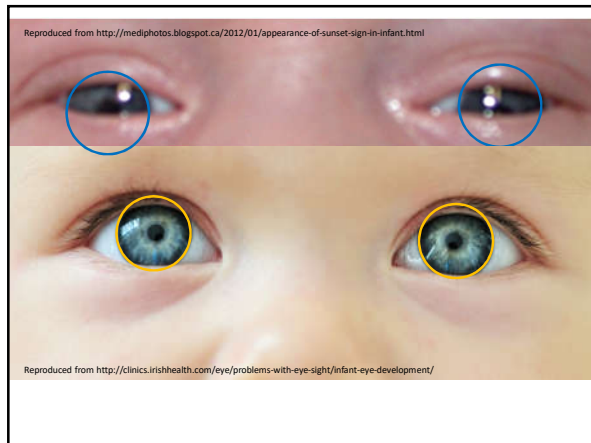 Reproduced from http://mediphotos.blogspot.ca/2012/01/appearance-of-sunset-sign-in-infant.html
Reproduced from http://clinics.irishhealth.com/eye/problems-with-eye-sight/infant-eye-development/